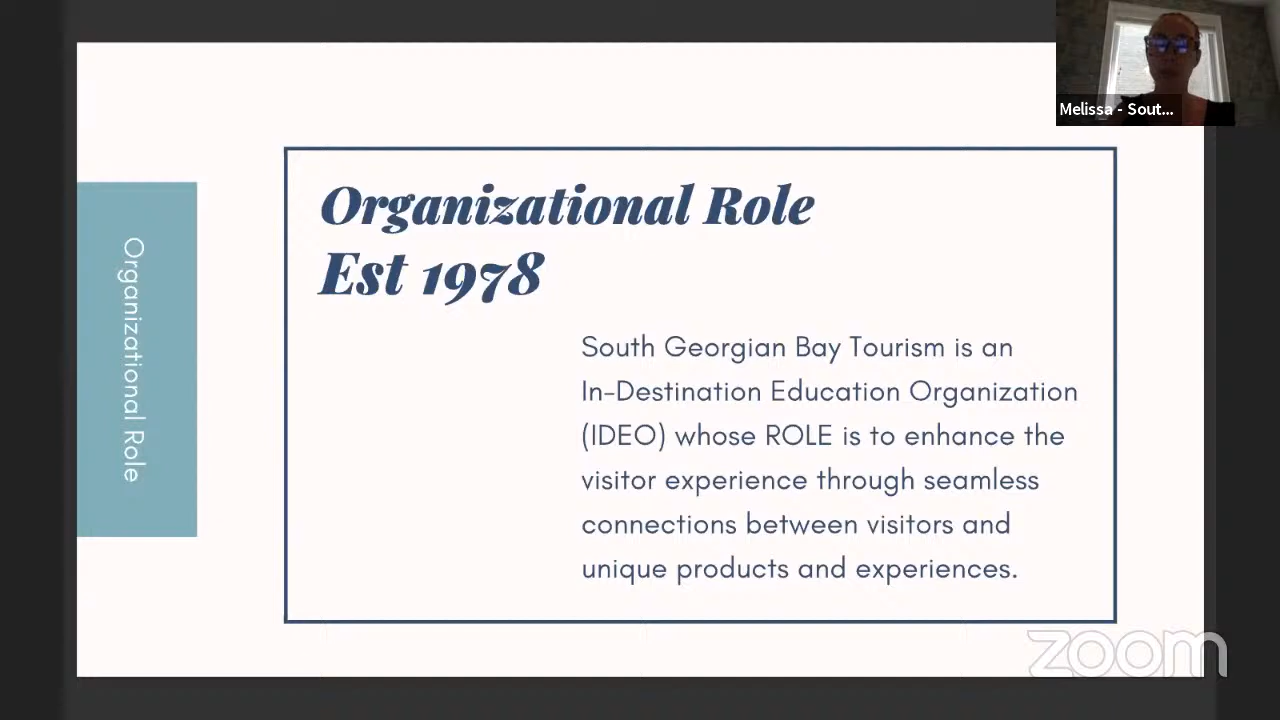 Melissa - Sout...
Organizational Role
Organizational Role
Est 1978
South Georgian Bay Tourism is an
In-Destination Education Organization
(IDEO) whose ROLE is to enhance the
visitor experience through seamless
connections between visitors and
unique products and experiences.
zoom